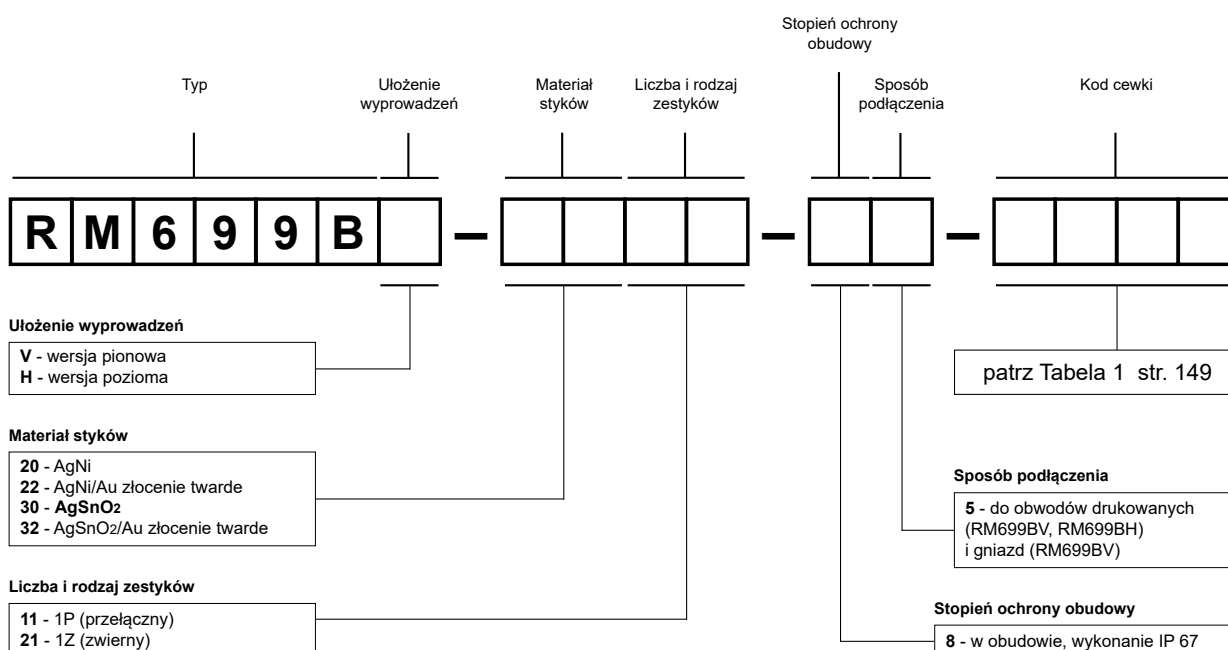 Stopień ochrony
obudowy
Typ
Ułożenie
wyprowadzeń
Materiał
styków
Liczba i rodzaj
zestyków
Sposób
podłączenia
Kod cewki
R M 6 9 9 B – – –
Ułożenie wyprowadzeń
V - wersja pionowa
H - wersja pozioma
patrz Tabela 1 str. 149
Materiał styków
20 - AgNi
22 - AgNi/Au złocenie twarde
30 - AgSnO2
32 - AgSnO2/Au złocenie twarde
Sposób podłączenia
5 - do obwodów drukowanych
(RM699BV, RM699BH)
i gniazd (RM699BV)
Liczba i rodzaj zestyków
11 - 1P (przełączny)
21 - 1Z (zwierny)
Stopień ochrony obudowy
8 - w obudowie, wykonanie IP 67